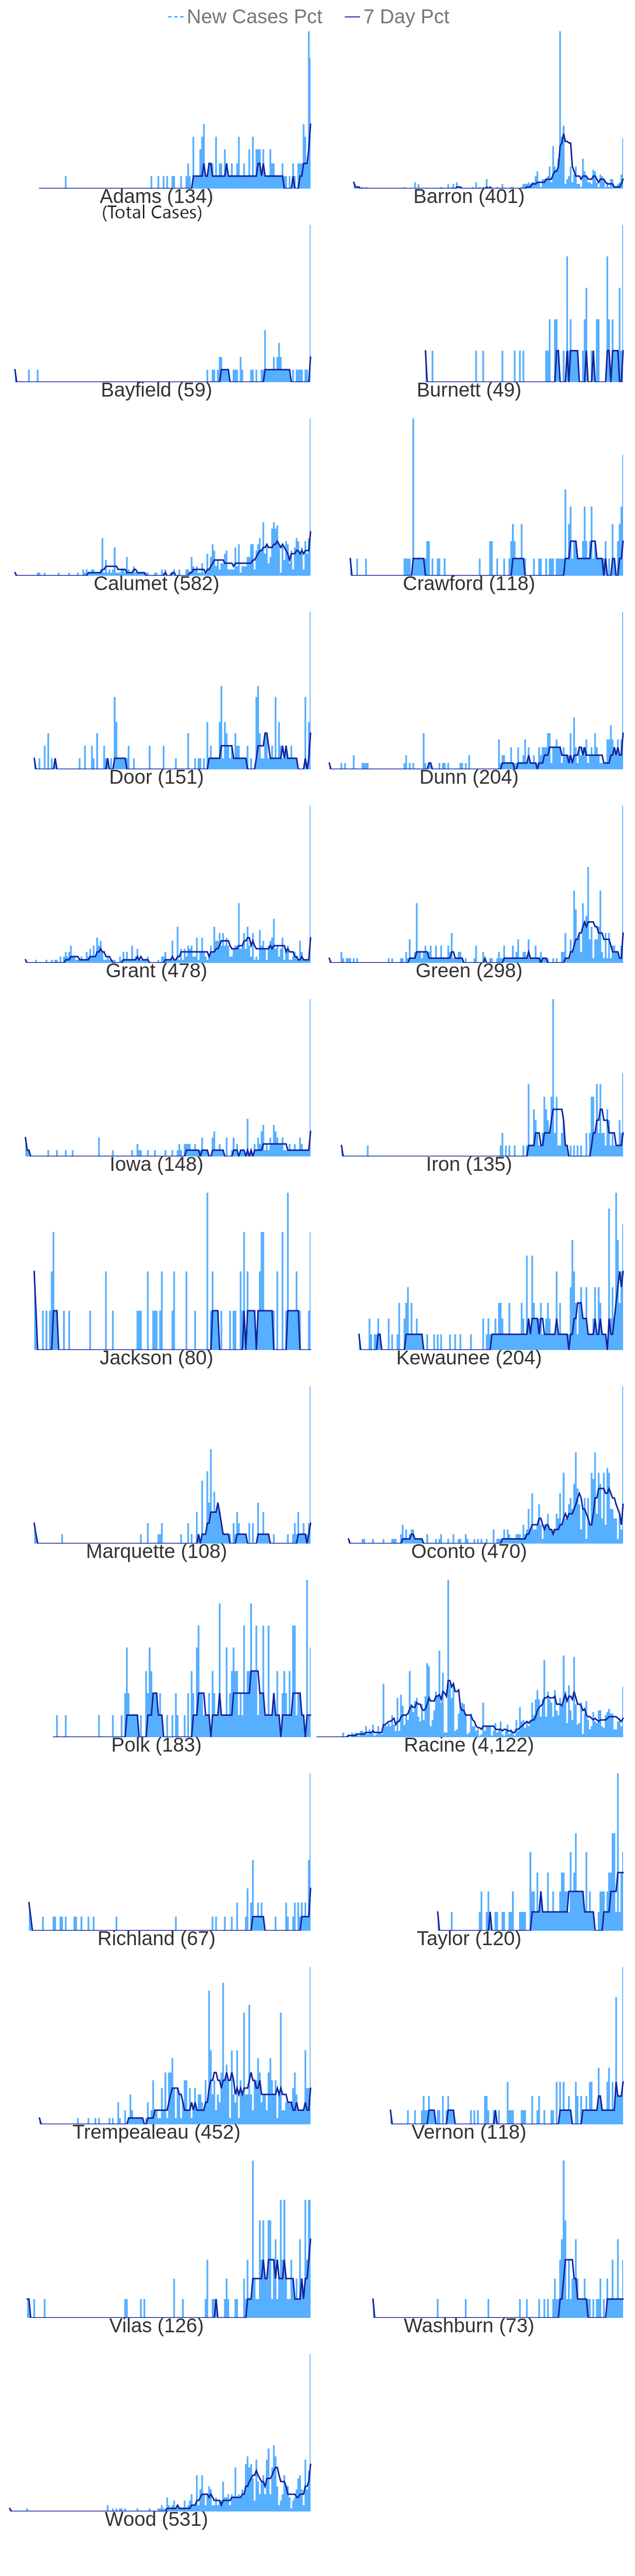 New Cases Pct 7 Day Pct
Adams (134) Barron (401)
(Total Cases)
Bayfield (59) Burnett (49)
Calumet (582) Crawford (118)
Door (151) Dunn (204)
Grant (478) Green (298)
Iowa (148) Iron (135)
Jackson (80) Kewaunee (204)
Marquette (108) Oconto (470)
Polk (183) Racine (4,122)
Richland (67) Taylor (120)
Trempealeau (452) Vernon (118)
Vilas (126) Washburn (73)
Wood (531)